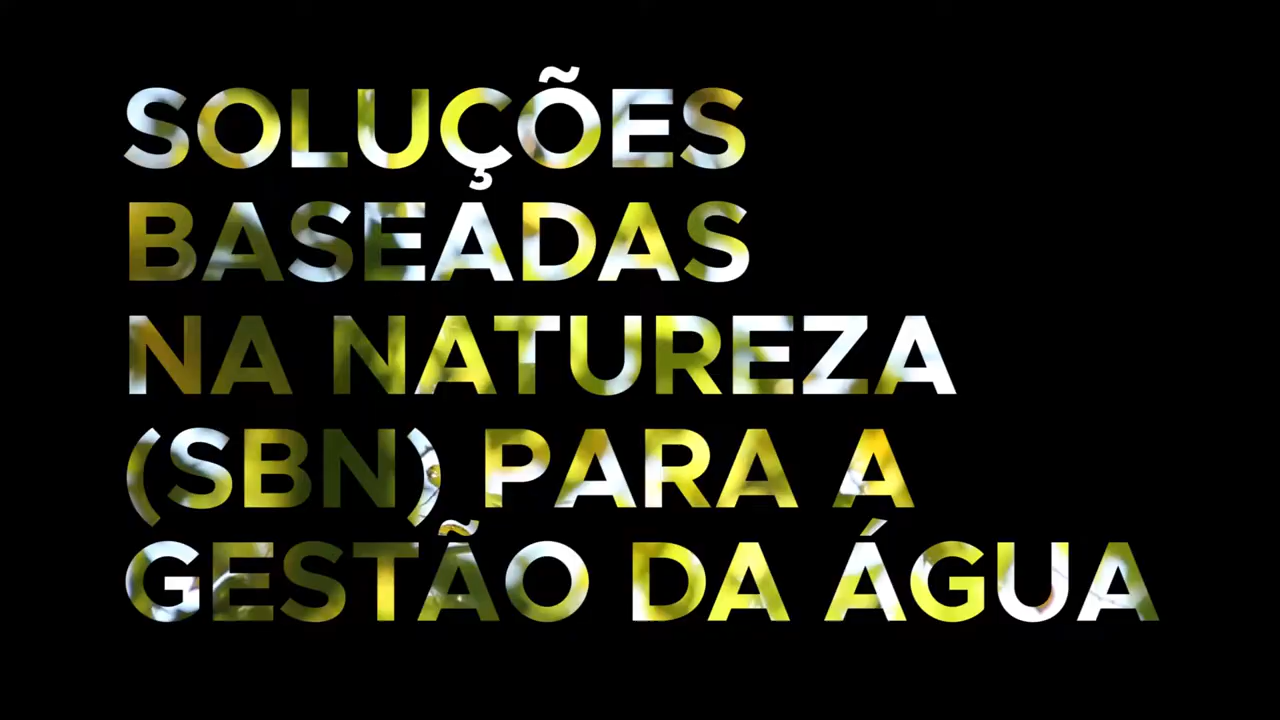 SOLUÇÕES
BASEADAS
NA NATUREZA
(SBN) PARA A
GESTÃO DA ÁGUA